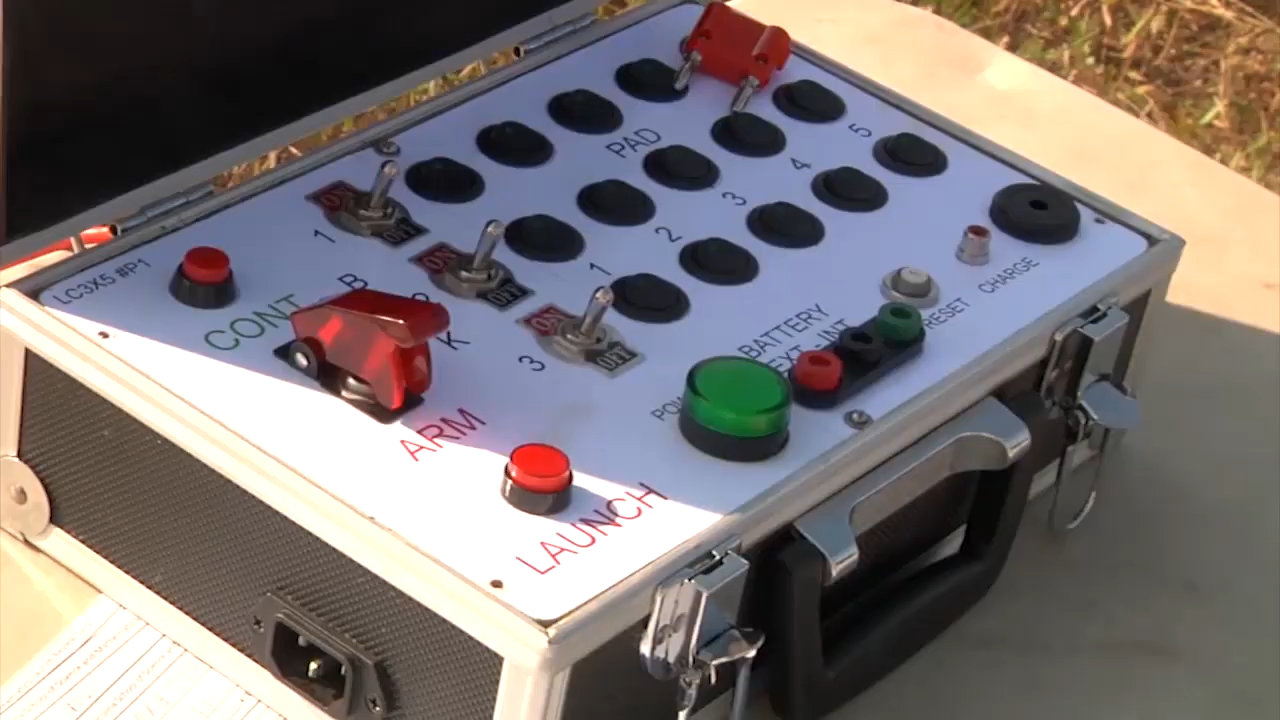 LC3X5 #P1
CONT
ARM
LAUNCH
1
ON
OFF
B
ON
OFF
K
3
ON
OFF
PAD
1
2
3
4
5
BATTERY
EXT - INT
RESET
CHARGE